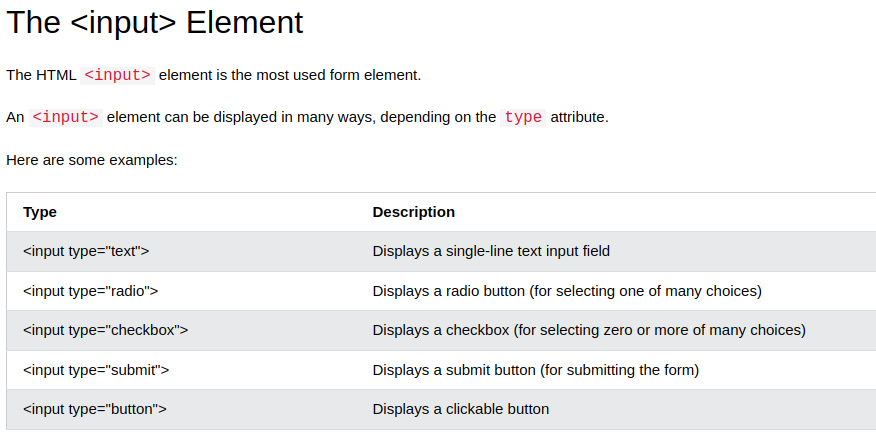 The <input> Element
The HTML <input> element is the most used form element.
An <input> element can be displayed in many ways, depending on the type attribute.
Here are some examples:
Type Description
<input type="text"> Displays a single-line text input field
<input type="radio"> Displays a radio button (for selecting one of many choices)
<input type="checkbox"> Displays a checkbox (for selecting zero or more of many choices)
<input type="submit"> Displays a submit button (for submitting the form)
<input type="button"> Displays a clickable button